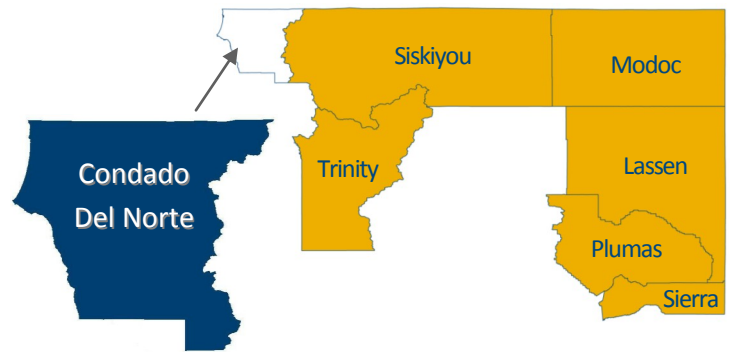 Siskiyou
Modoc
Condado
Del Norte
Trinity
Lassen
Plumas
Sierra